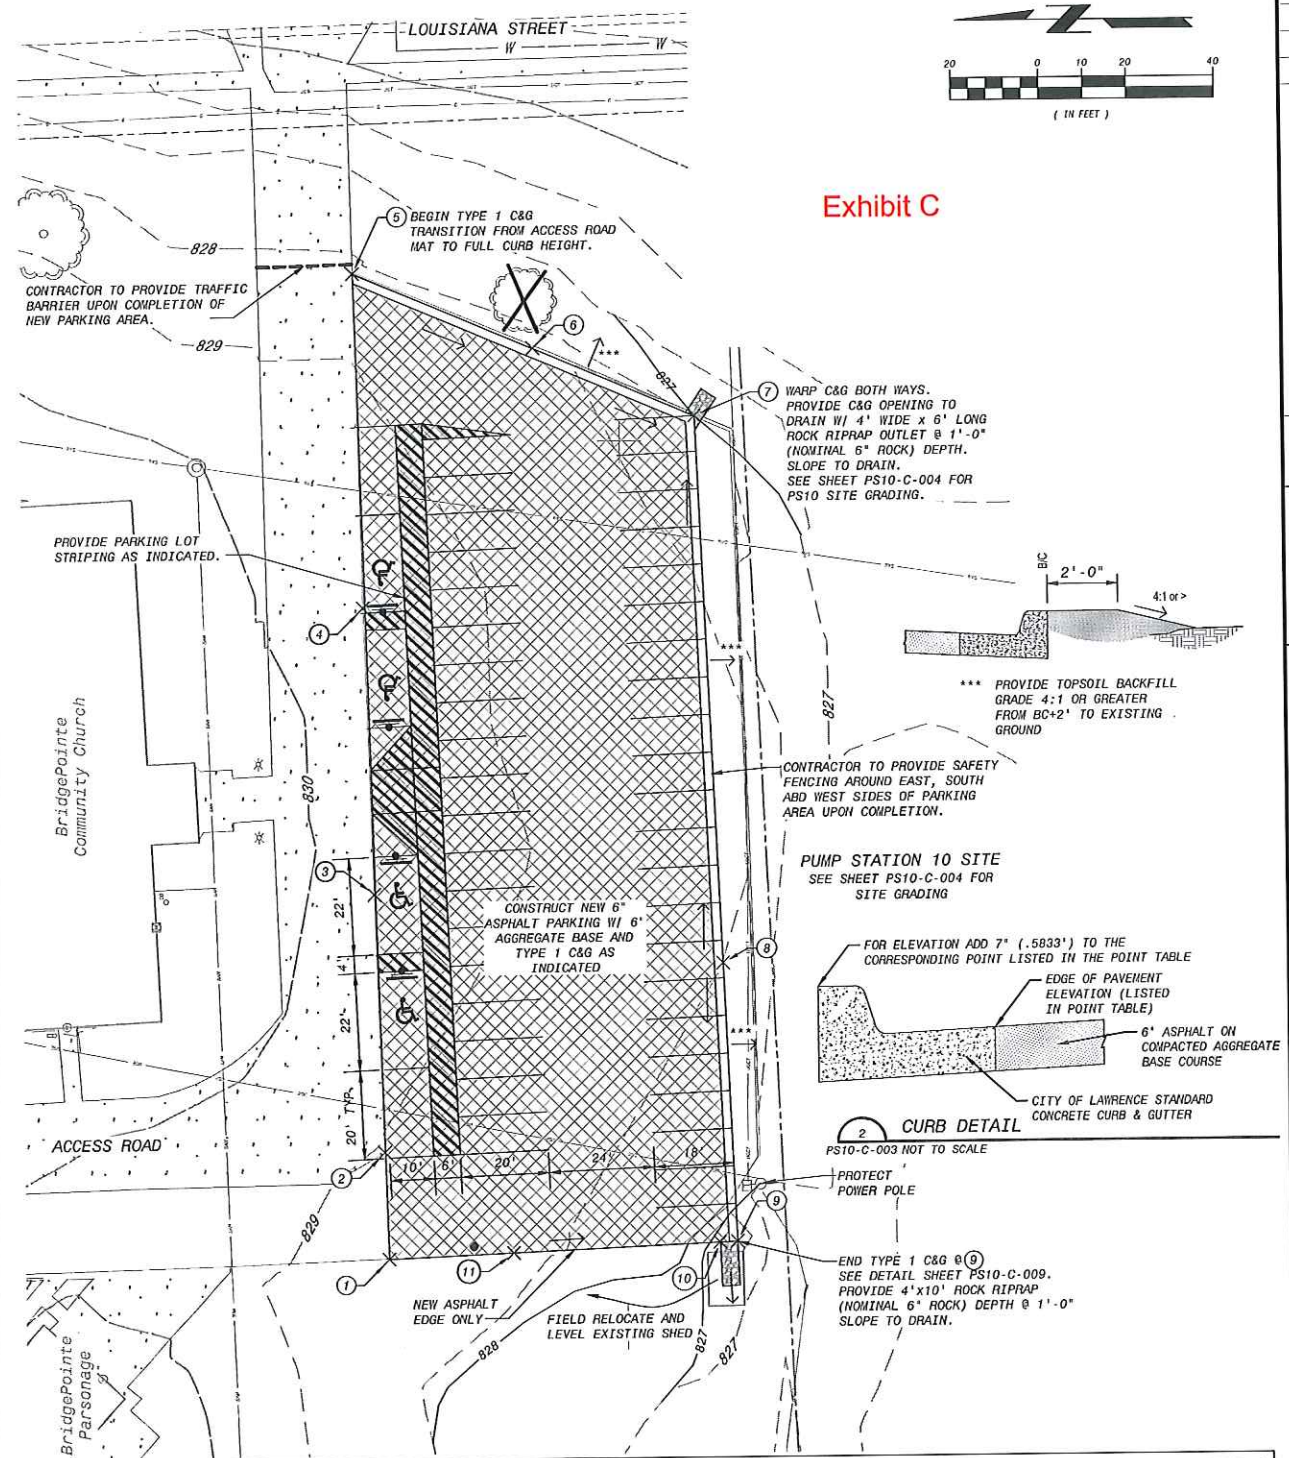 LOUISIANA STREET
W
W
20
0
10
20
40
( IN FEET )
Exhibit C
5
BEGIN TYPE 1 C&G
TRANSITION FROM ACCESS ROAD
MAT TO FULL CURB HEIGHT.
828
CONTRACTOR TO PROVIDE TRAFFIC
BARRIER UPON COMPLETION OF
NEW PARKING AREA.
829
6
***
827
7
WARP C&G BOTH WAYS.
PROVIDE C&G OPENING TO
DRAIN W/ 4' WIDE x 6' LONG
ROCK RIPRAP OUTLET @ 1'-0"
(NOMINAL 6" ROCK) DEPTH.
SLOPE TO DRAIN.
SEE SHEET PS10-C-004 FOR
PS10 SITE GRADING.
PROVIDE PARKING LOT
STRIPING AS INDICATED.
B/C
2'-0"
4:1 or >
4
***
*** PROVIDE TOPSOIL BACKFILL
GRADE 4:1 OR GREATER
FROM BC+2' TO EXISTING
GROUND
827
BridgePointe
Community Church
830
CONTRACTOR TO PROVIDE SAFETY
FENCING AROUND EAST, SOUTH
ABD WEST SIDES OF PARKING
AREA UPON COMPLETION.
3
PUMP STATION 10 SITE
SEE SHEET PS10-C-004 FOR
SITE GRADING
22'
4'
22'
20' TYP.
CONSTRUCT NEW 6"
ASPHALT PARKING W/ 6'
AGGREGATE BASE AND
TYPE 1 C&G AS
INDICATED
8
FOR ELEVATION ADD 7" (.5833') TO THE
CORRESPONDING POINT LISTED IN THE POINT TABLE
EDGE OF PAVEMENT
ELEVATION (LISTED
IN POINT TABLE)
6' ASPHALT ON
COMPACTED AGGREGATE
BASE COURSE
***
CITY OF LAWRENCE STANDARD
CONCRETE CURB & GUTTER
2
CURB DETAIL
PS10-C-003 NOT TO SCALE
ACCESS ROAD
2
10'
6'
20'
24'
18'
PROTECT
POWER POLE
9
829
1
11
10
END TYPE 1 C&G @ 9
SEE DETAIL SHEET PS10-C-009.
PROVIDE 4'x10' ROCK RIPRAP
(NOMINAL 6" ROCK) DEPTH @ 1'-0"
SLOPE TO DRAIN.
NEW ASPHALT
EDGE ONLY
FIELD RELOCATE AND
LEVEL EXISTING SHED
828
827
827
BridgePointe
Parsonage